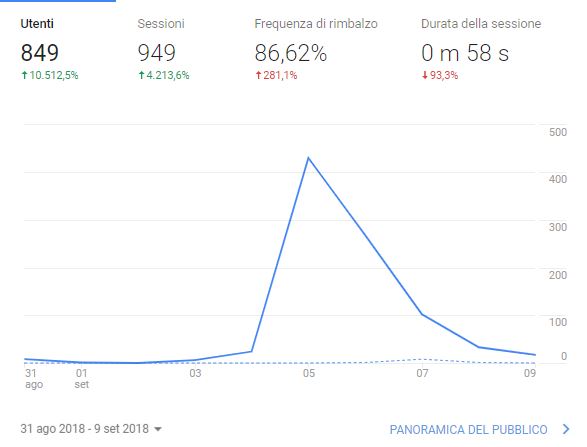 Utenti Sessioni Frequenza di rimbalzo Durata della sessione
849 949 86,62% 0 m 58 s
↑10.512,5% ↑4.213,6% ↑281,1% ↓93,3%
500
400
300
200
100
0
31 01 03 05 07 09
ago set
31 ago 2018 - 9 set 2018 PANORAMICA DEL PUBBLICO